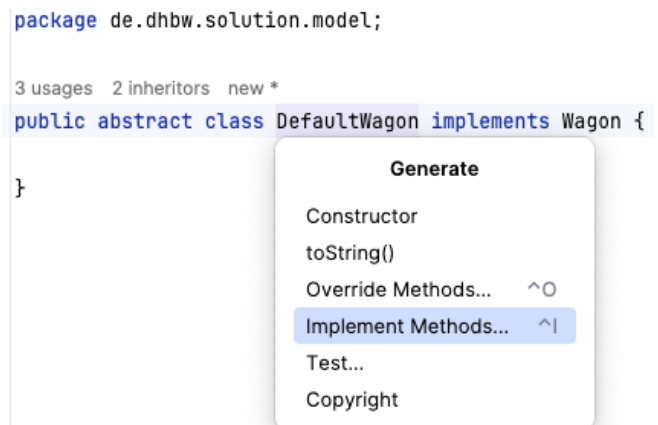 package de.dhbw.solution.model;
3 usages 2 inheritors new *
public abstract class DefaultWagon implements Wagon {
}
Generate
Constructor
toString()
Override Methods... ^O
Implement Methods... ^I
Test...
Copyright